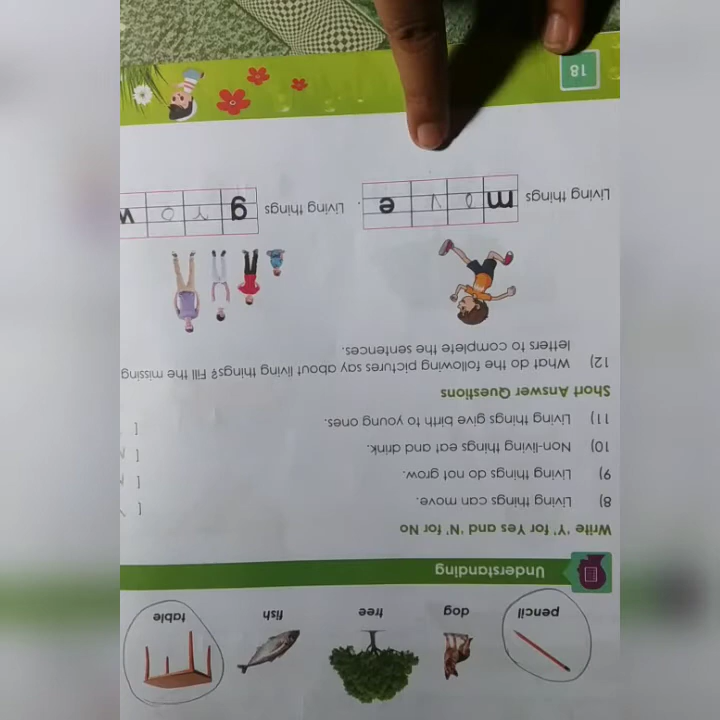 pencil dog tree fish table
Understanding
Write 'Y' for Yes and 'N' for No
8) Living things can move. [
9) Living things do not grow. [
10) Non-living things eat and drink. [
11) Living things give birth to young ones. [
Short Answer Questions
12) What do the following pictures say about living things? Fill the missing
letters to complete the sentences.
Living things m o v e . Living things g r o w
18